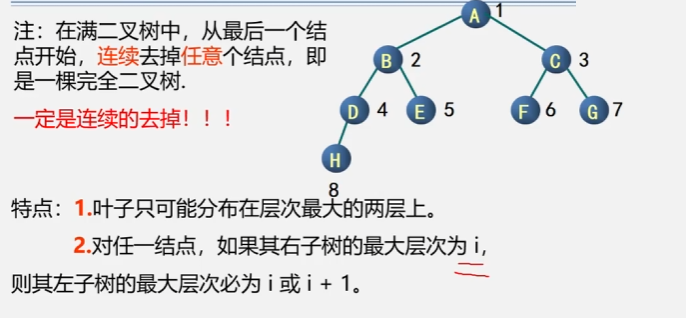 注：在满二叉树中，从最后一个结
点开始，连续去掉任意个结点，即
是一棵完全二叉树.
一定是连续的去掉！！！
A 1
B 2
C 3
D 4
E 5
F 6
G 7
H
8
特点：1.叶子只可能分布在层次最大的两层上。
2.对任一结点，如果其右子树的最大层次为 i，
则其左子树的最大层次必为 i 或 i + 1。